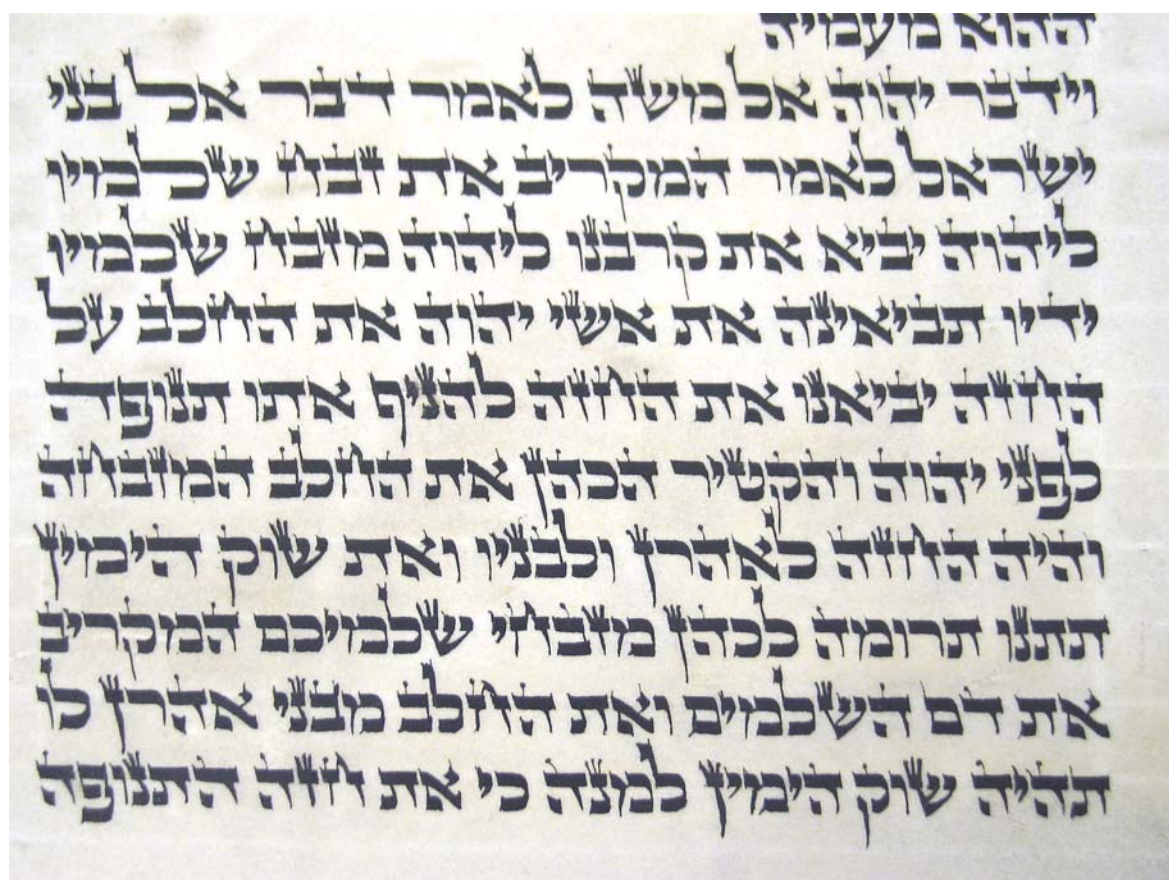 ההוא מעמיה
וידבר יהוה אל משה לאמר דבר אל בני
ישראל לאמר המקריב את זבח שלמיו
ליהוה יביא את קרבנו ליהוה מזבח שלמיו
ידיו תביאינה את אשי יהוה את החלב על
החזה יביאנו את החזה להניף אתו תנופה
לפני יהוה והקטיר הכהן את החלב המזבחה
והיה החזה לאהרן ולבניו ואת שוק הימין
תתנו תרומה לכהן מזבחי שלמיכם המקריב
את דם השלמים ואת החלב מבני אהרן לו
תהיה שוק הימין למנה כי את חזה התנופה